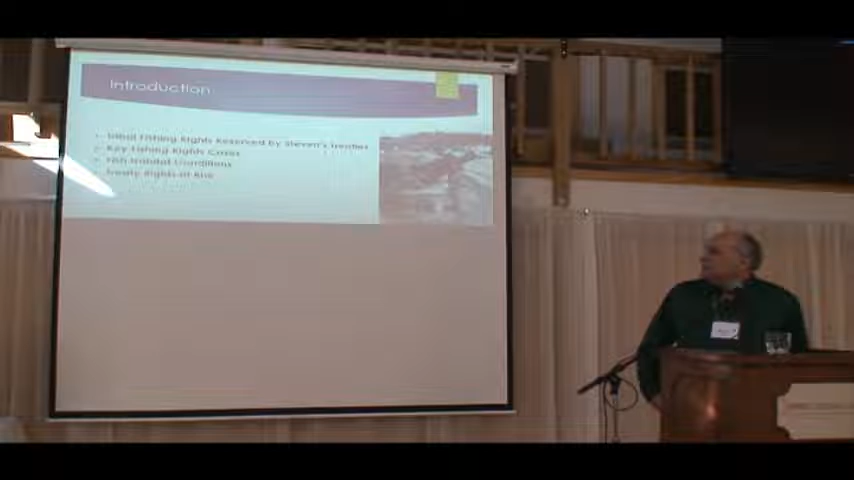 Introduction
Tribal Fishing Rights Reserved by Steven's Treaties
Key Fishing Rights Cases
Fish Habitat Conditions
Treaty Rights at Risk